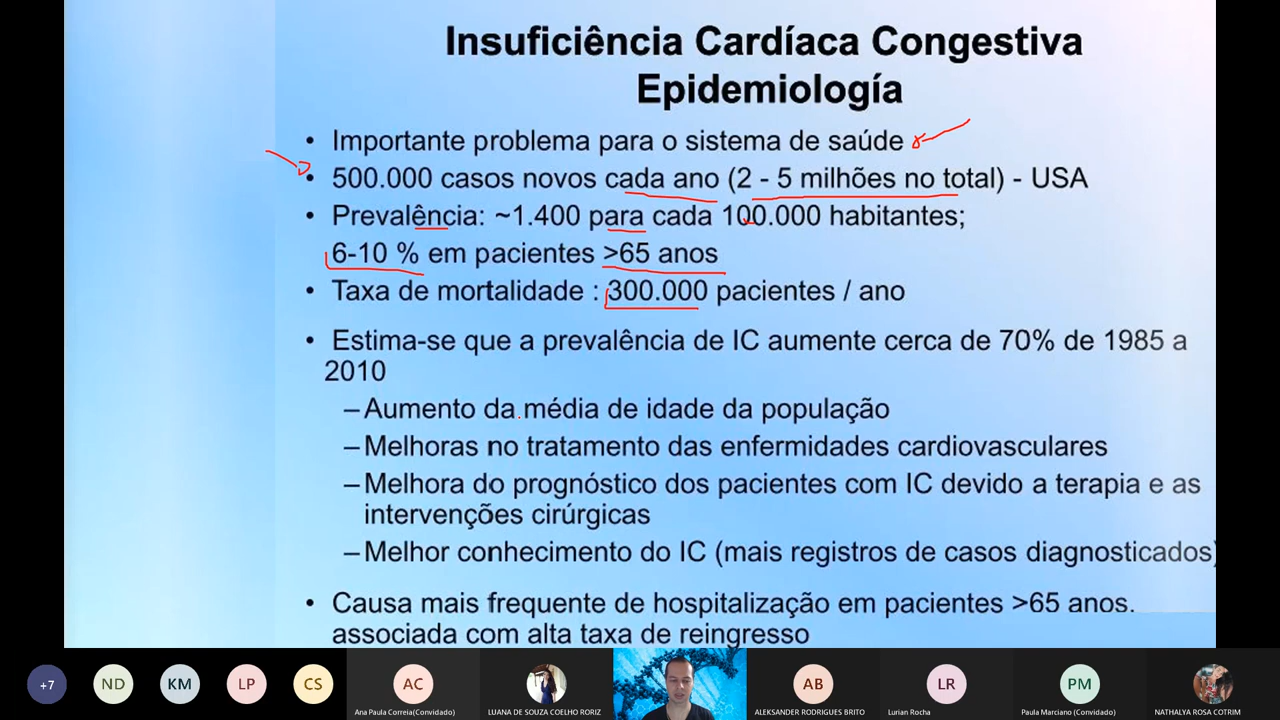 Insuficiência Cardíaca Congestiva
Epidemiología
• Importante problema para o sistema de saúde
• 500.000 casos novos cada ano (2 - 5 milhões no total) - USA
• Prevalência: ~1.400 para cada 100.000 habitantes;
6-10 % em pacientes >65 anos
• Taxa de mortalidade : 300.000 pacientes / ano
• Estima-se que a prevalência de IC aumente cerca de 70% de 1985 a
2010
–Aumento da média de idade da população
–Melhoras no tratamento das enfermidades cardiovasculares
–Melhora do prognóstico dos pacientes com IC devido a terapia e as
intervenções cirúrgicas
–Melhor conhecimento do IC (mais registros de casos diagnosticados)
• Causa mais frequente de hospitalização em pacientes >65 anos.
associada com alta taxa de reingresso
+7 ND KM LP CS AC AB LR PM
Ana Paula Correia(Convidado) LUANA DE SOUZA COELHO RORIZ ALEKSANDER RODRIGUES BRITO Lurian Rocha Paula Marciano (Convidado) NATHALYA ROSA COTRIM